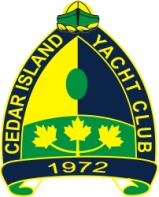 CEDAR ISLAND YACHT CLUB
1972